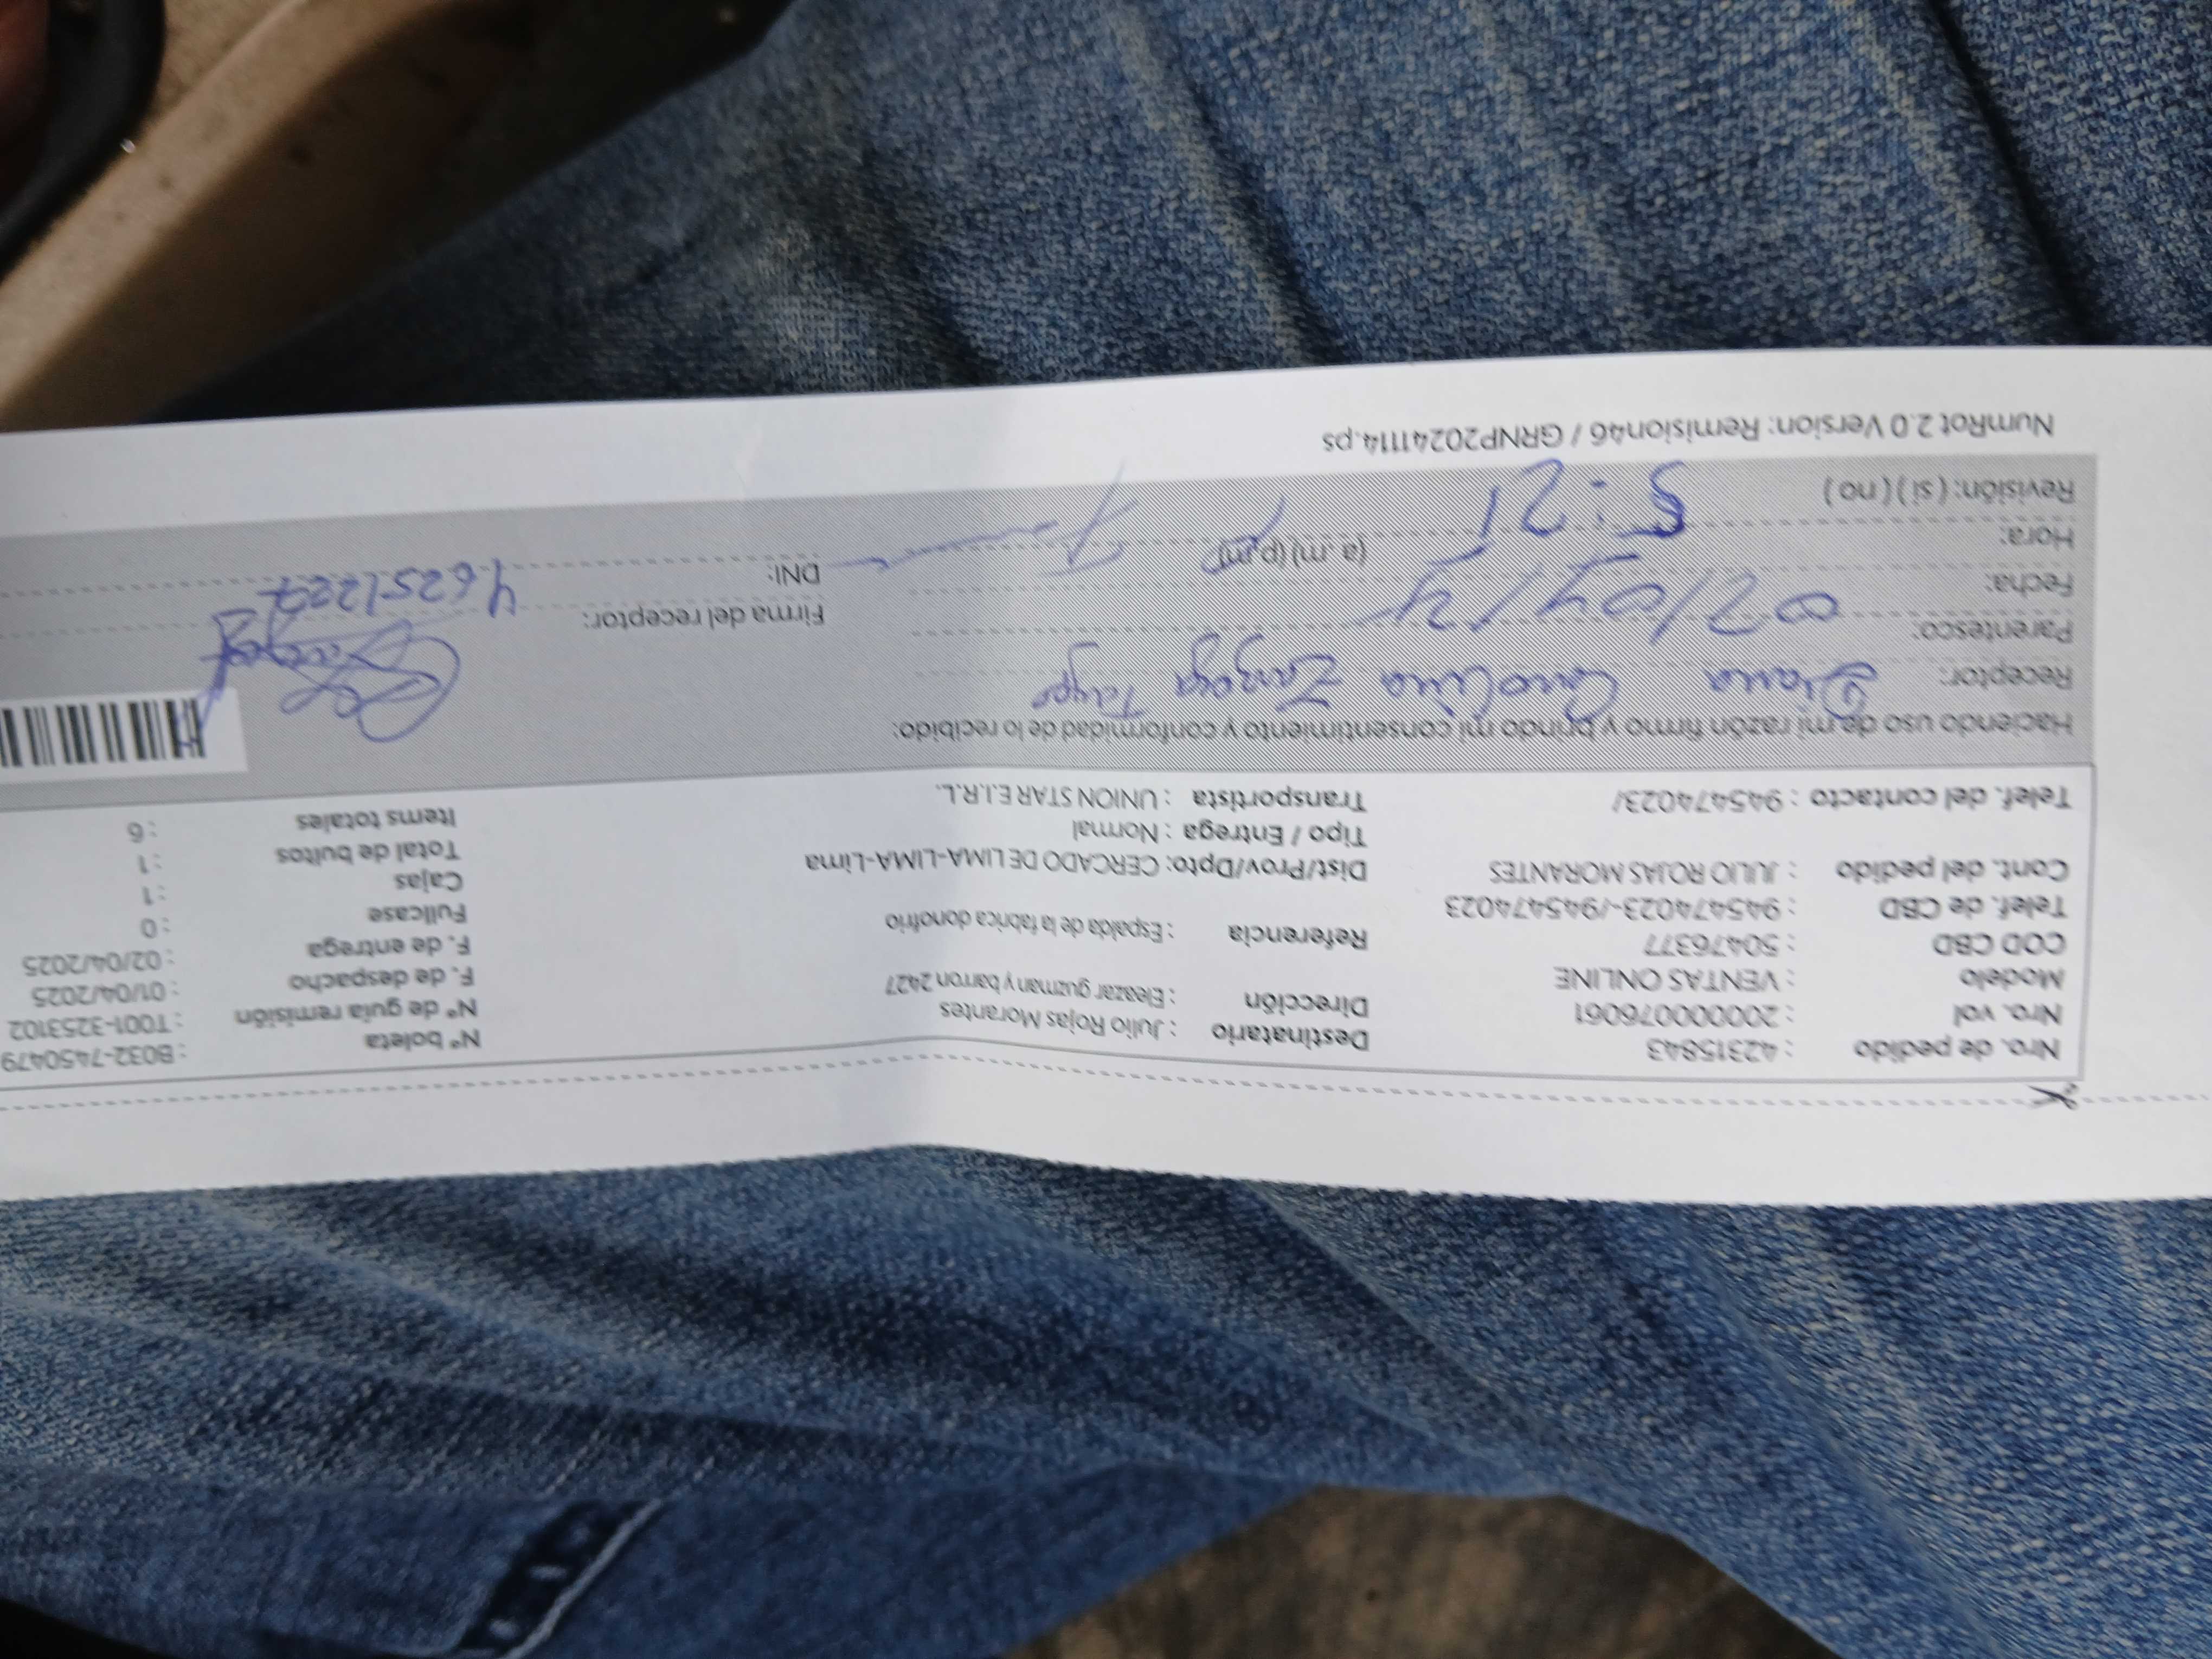 Nro. de pedido : 42315843
Nro. vol : 20000076061
Modelo : VENTAS ONLINE
COD CBD : 50476377
Telef. de CBD : 945474023-/945474023
Cont. del pedido : JULIO ROJAS MORANTES
Telef. del contacto : 945474023/
Destinatario : Julio Rojas Morantes
Dirección : Eleazar guzman y barron 2427
Referencia : Espalda de la fabrica donofrio
Dist/Prov/Dpto: CERCADO DE LIMA-LIMA-Lima
Tipo / Entrega : Normal
Transportista : UNION STAR E.I.R.L.
Nº boleta : B032-7450479
Nº de guía remisión : T001-3253102
F. de despacho : 01/04/2025
F. de entrega : 02/04/2025
Fullcase : 0
Cajas : 1
Total de bultos : 1
Items totales : 6
Haciendo uso de mi razón firmo y brindo mi consentimiento y conformidad de lo recibido:
Receptor: Diana Carolina
Parentesco:
Fecha:
Hora: 5:21 (a .m) (p.m)
Revisión: ( si ) ( no )
Firma del receptor:
DNI: 46251227
NumRot 2.0 Version: Remision46 / GRNP20241114.ps